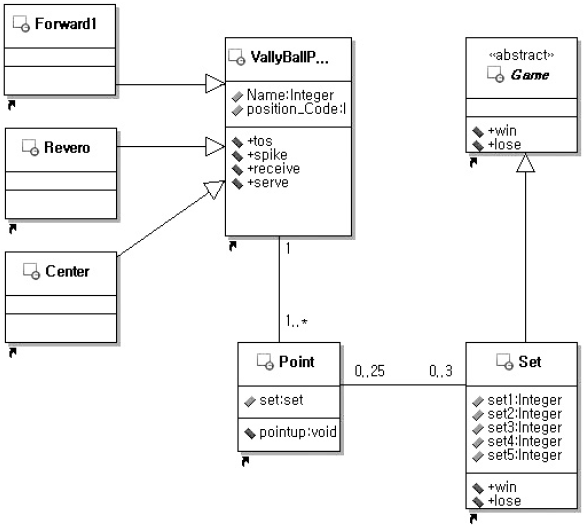 Forward1
Revero
Center
VallyBallP...
Name:Integer
position_Code:I
+tos
+spike
+receive
+serve
«abstract»
Game
+win
+lose
1
1..*
Point
set:set
pointup:void
0..25
0..3
Set
set1:Integer
set2:Integer
set3:Integer
set4:Integer
set5:Integer
+win
+lose